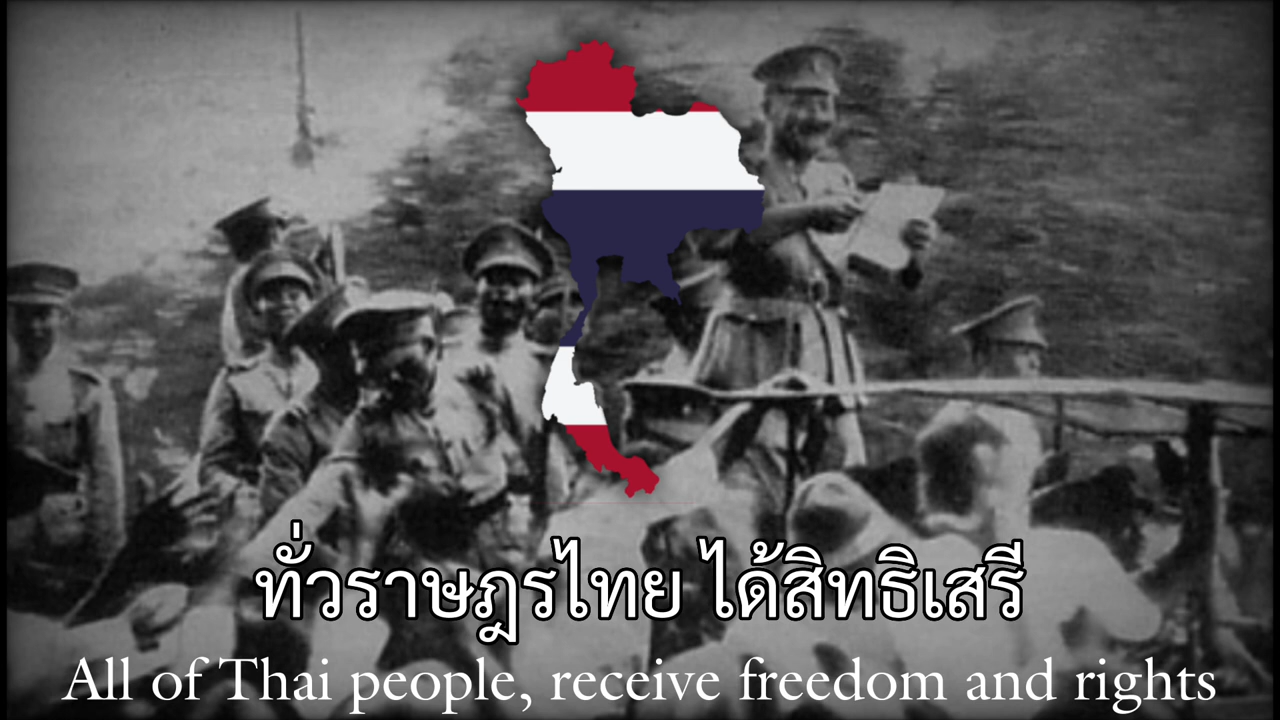 ทั่วราษฎรไทย ได้สิทธิเสรี
All of Thai people, receive freedom and rights